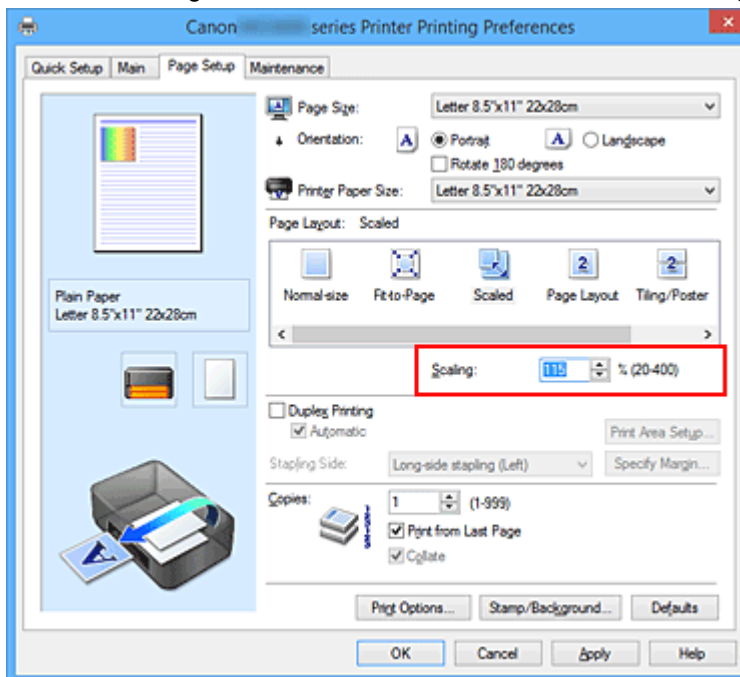 Canon series Printer Printing Preferences
Quick Setup Main Page Setup Maintenance
Page Size: Letter 8.5"x11" 22x28cm
Orientation: A Portrait A Landscape
Rotate 180 degrees
Printer Paper Size: Letter 8.5"x11" 22x28cm
Page Layout: Scaled
2 2
Normal-size Fit-to-Page Scaled Page Layout Tiling/Poster
Plain Paper
Letter 8.5"x11" 22x28cm
Scaling: 115 % (20-400)
Duplex Printing
Automatic
Print Area Setup...
Stapling Side: Long-side stapling (Left) Specify Margin...
Copies: 1 (1-999)
Print from Last Page
Collate
A
Print Options... Stamp/Background... Defaults
OK Cancel Apply Help